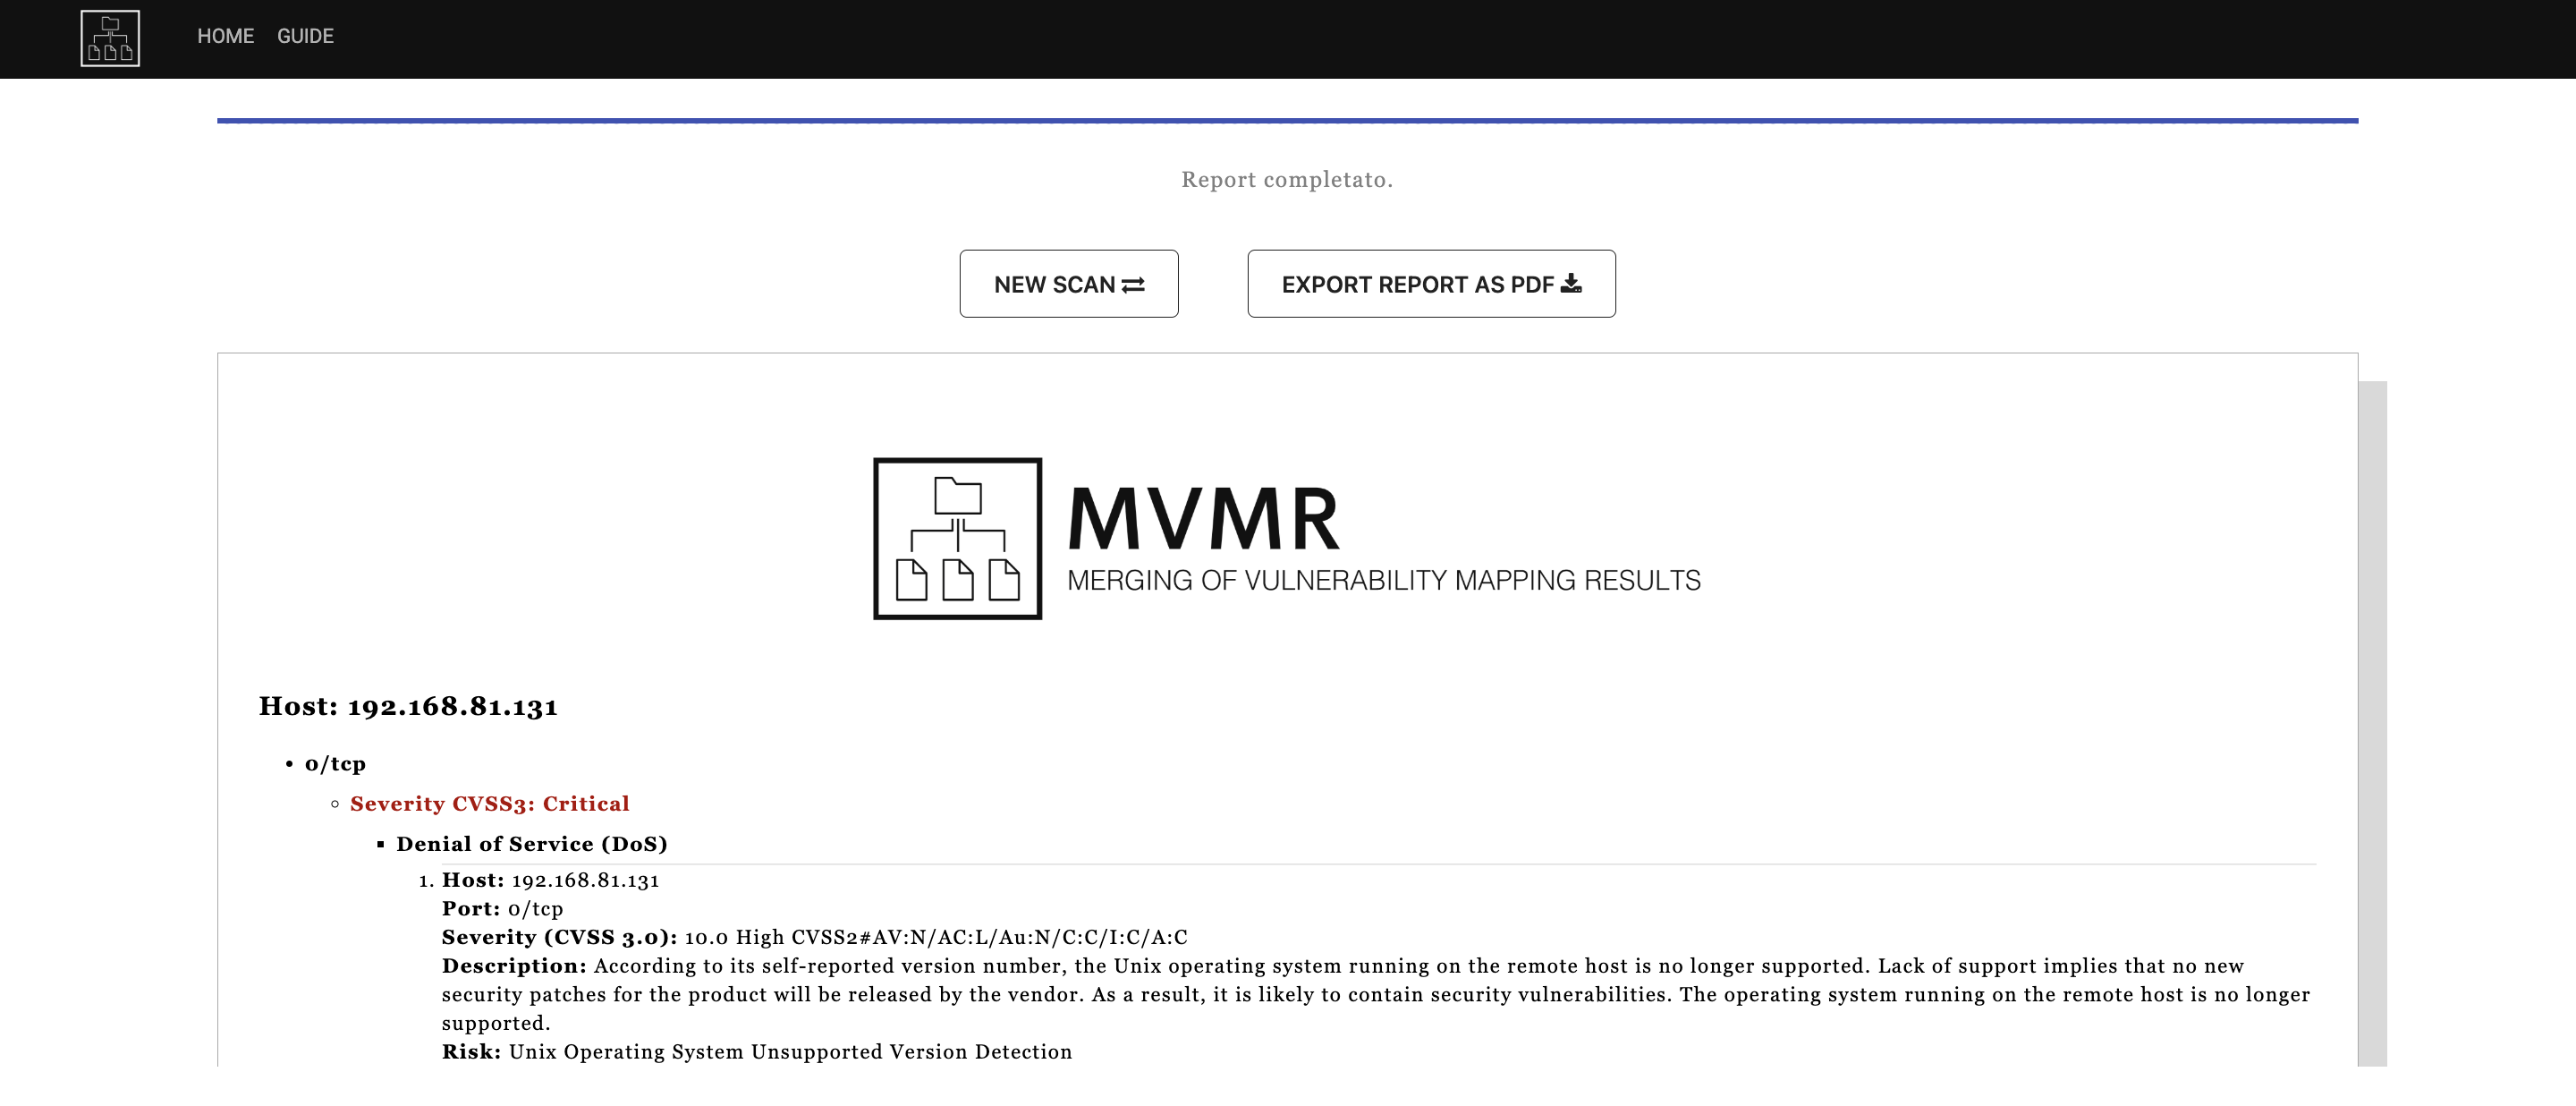 HOME GUIDE
Report completato.
NEW SCAN EXPORT REPORT AS PDF
MVMR
MERGING OF VULNERABILITY MAPPING RESULTS
Host: 192.168.81.131
• 0/tcp
◦ Severity CVSS3: Critical
▪ Denial of Service (DoS)
1. Host: 192.168.81.131
Port: 0/tcp
Severity (CVSS 3.0): 10.0 High CVSS2#AV:N/AC:L/Au:N/C:C/I:C/A:C
Description: According to its self-reported version number, the Unix operating system running on the remote host is no longer supported. Lack of support implies that no new
security patches for the product will be released by the vendor. As a result, it is likely to contain security vulnerabilities. The operating system running on the remote host is no longer
supported.
Risk: Unix Operating System Unsupported Version Detection